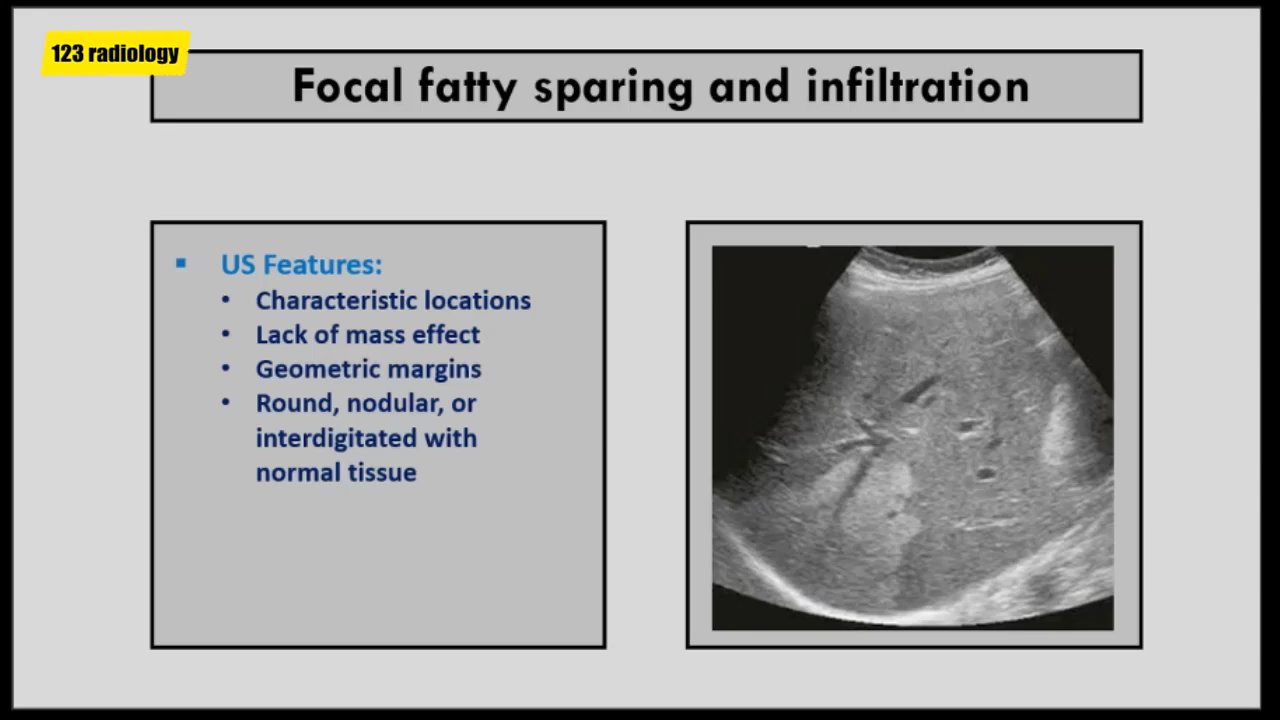 123 radiology
Focal fatty sparing and infiltration
▪ US Features:
• Characteristic locations
• Lack of mass effect
• Geometric margins
• Round, nodular, or
interdigitated with
normal tissue